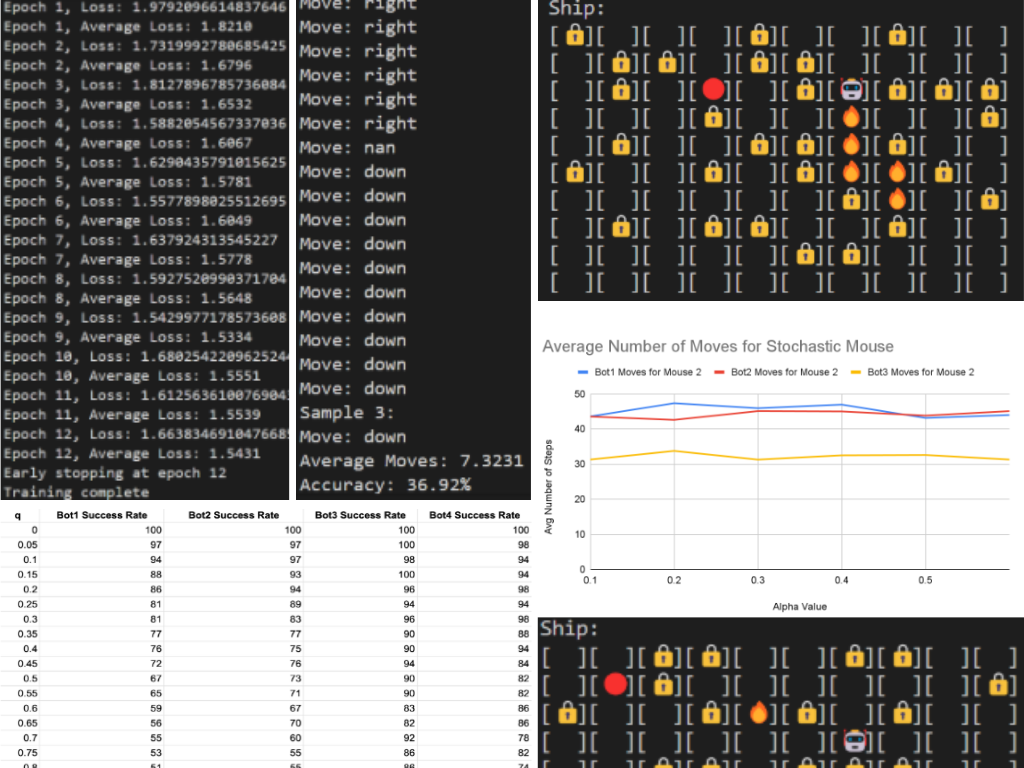 Epoch 1, Loss: 1.9792096614837646
Epoch 1, Average Loss: 1.8210
Epoch 2, Loss: 1.7319992780685425
Epoch 2, Average Loss: 1.6796
Epoch 3, Loss: 1.8127896785736084
Epoch 3, Average Loss: 1.6532
Epoch 4, Loss: 1.5882054567337036
Epoch 4, Average Loss: 1.6067
Epoch 5, Loss: 1.629043579101562​5
Epoch 5, Average Loss: 1.5781
Epoch 6, Loss: 1.5577898025512695
Epoch 6, Average Loss: 1.6049
Epoch 7, Loss: 1.637924313545227
Epoch 7, Average Loss: 1.5778
Epoch 8, Loss: 1.5927520990371704
Epoch 8, Average Loss: 1.5648
Epoch 9, Loss: 1.5429977178573608
Epoch 9, Average Loss: 1.5334
Epoch 10, Loss: 1.6802542209625244
Epoch 10, Average Loss: 1.5551
Epoch 11, Loss: 1.612563610076904
Epoch 11, Average Loss: 1.5539
Epoch 12, Loss: 1.663834691047668
Epoch 12, Average Loss: 1.5431
Early stopping at epoch 12
Training complete
Move: right
Move: right
Move: right
Move: right
Move: right
Move: right
Move: nan
Move: down
Move: down
Move: down
Move: down
Move: down
Move: down
Move: down
Move: down
Move: down
Move: down
Sample 3:
Move: down
Average Moves: 7.3231
Accuracy: 36.92%
Ship:
Average Number of Moves for Stochastic Mouse
Bot1 Moves for Mouse 2 Bot2 Moves for Mouse 2 Bot3 Moves for Mouse 2
Avg Number of Steps
50
40
30
20
10
0
0.1 0.2 0.3 0.4 0.5
Alpha Value
q Bot1 Success Rate Bot2 Success Rate Bot3 Success Rate Bot4 Success Rate
0 100 100 100 100
0.05 97 97 100 98
0.1 94 97 98 94
0.15 88 93 100 94
0.2 86 94 96 98
0.25 81 89 94 94
0.3 81 83 96 98
0.35 77 77 90 88
0.4 76 75 90 94
0.45 72 76 94 84
0.5 67 73 90 82
0.55 65 71 90 82
0.6 59 67 83 86
0.65 56 70 82 86
0.7 55 60 92 78
0.75 53 55 86 82
0.8 51 55 86 74
Ship: